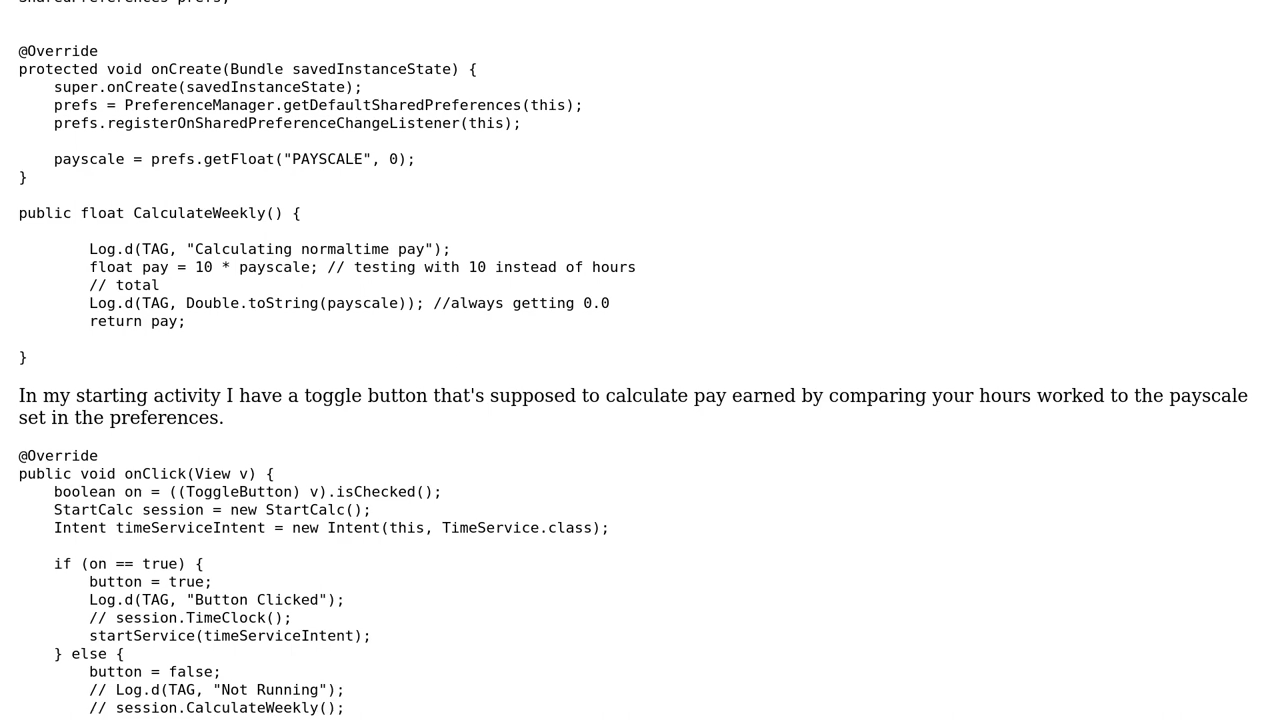 SharedPreferences prefs;
@Override
protected void onCreate(Bundle savedInstanceState) {
    super.onCreate(savedInstanceState);
    prefs = PreferenceManager.getDefaultSharedPreferences(this);
    prefs.registerOnSharedPreferenceChangeListener(this);
    payscale = prefs.getFloat("PAYSCALE", 0);
}
public float CalculateWeekly() {
        Log.d(TAG, "Calculating normaltime pay");
        float pay = 10 * payscale; // testing with 10 instead of hours
        // total
        Log.d(TAG, Double.toString(payscale)); //always getting 0.0
        return pay;
}
In my starting activity I have a toggle button that's supposed to calculate pay earned by comparing your hours worked to the payscale
set in the preferences.
@Override
public void onClick(View v) {
    boolean on = ((ToggleButton) v).isChecked();
    StartCalc session = new StartCalc();
    Intent timeServiceIntent = new Intent(this, TimeService.class);
    if (on == true) {
        button = true;
        Log.d(TAG, "Button Clicked");
        // session.TimeClock();
        startService(timeServiceIntent);
    } else {
        button = false;
        // Log.d(TAG, "Not Running");
        // session.CalculateWeekly();